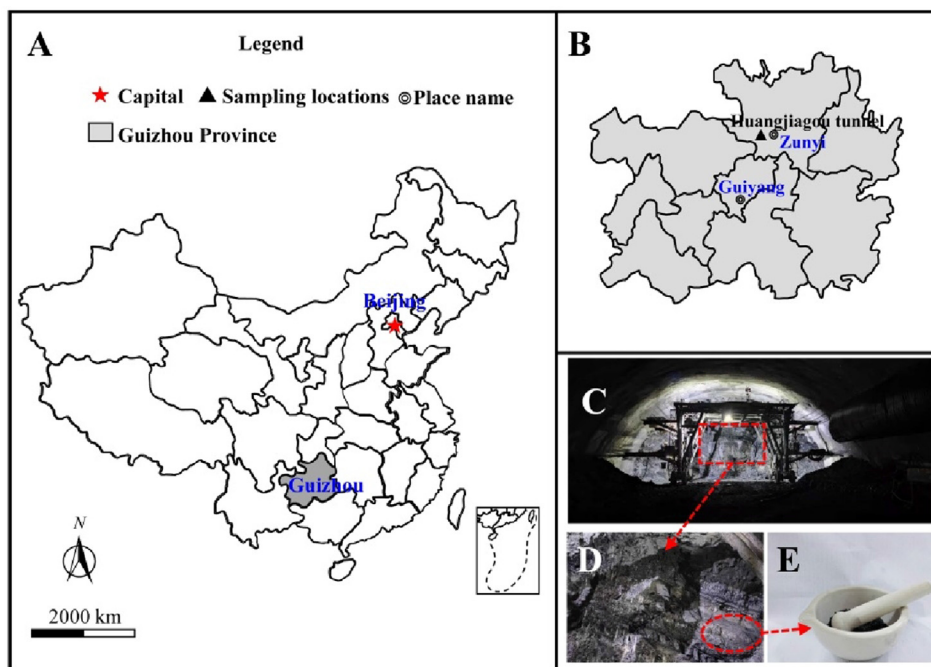 A
Legend
Capital
Sampling locations
Place name
Guizhou Province
Beijing
Guizhou
N
2000 km
B
Huangjiagou tunnel
Zunyi
Guiyang
C
D
E